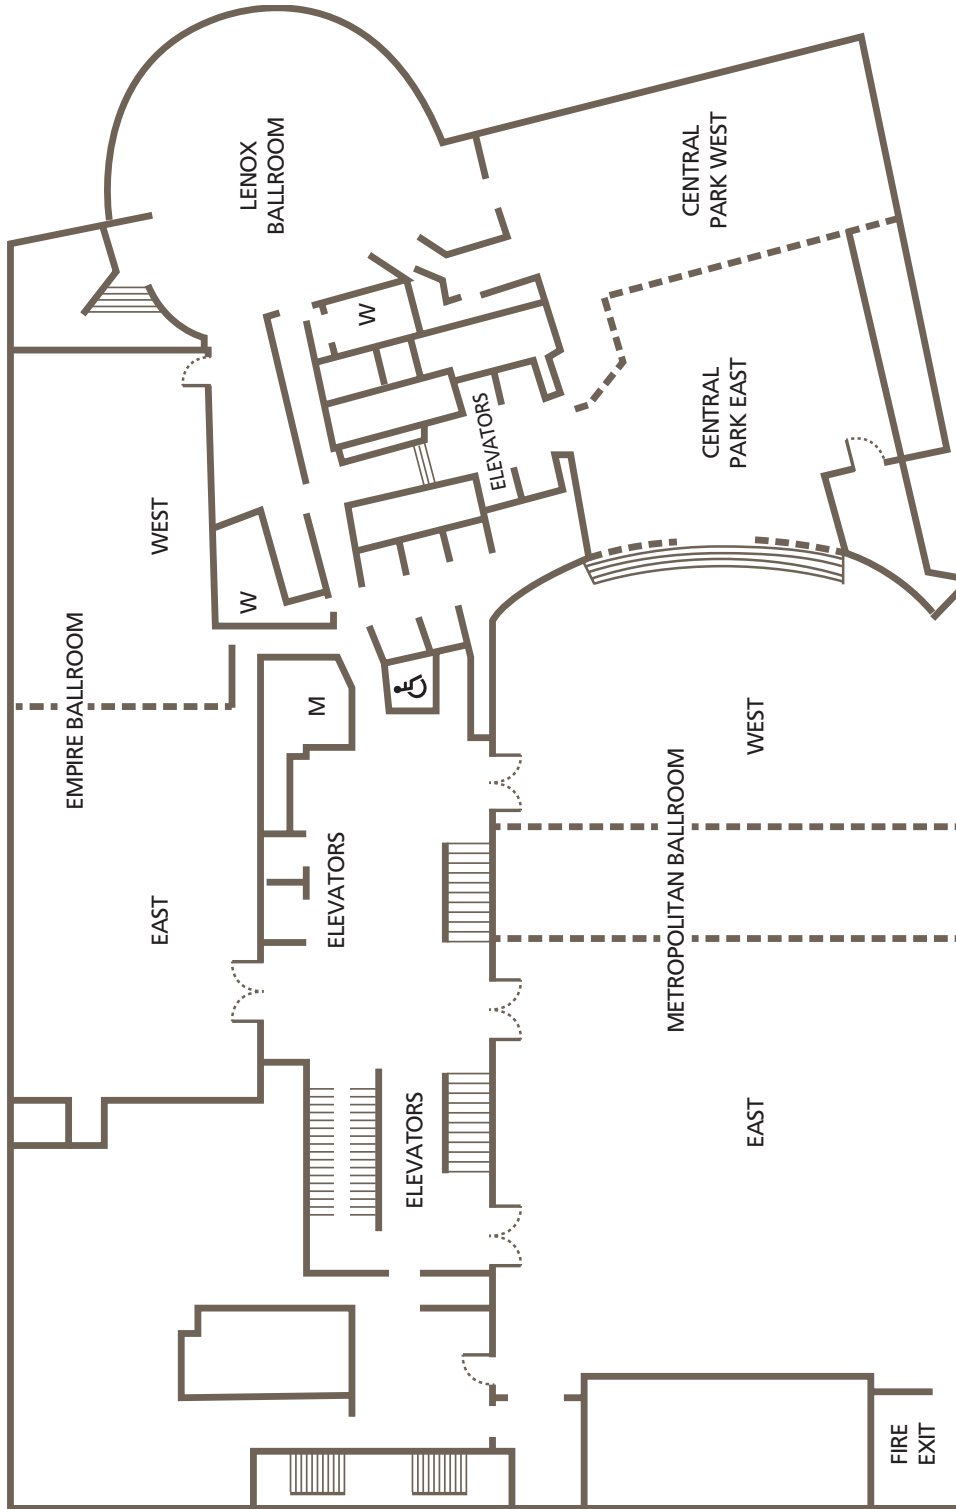 LENOX
BALLROOM
CENTRAL
PARK WEST
W
CENTRAL
PARK EAST
ELEVATORS
WEST
W
EMPIRE BALLROOM
M
WEST
METROPOLITAN BALLROOM
EAST
ELEVATORS
ELEVATORS
EAST
FIRE
EXIT